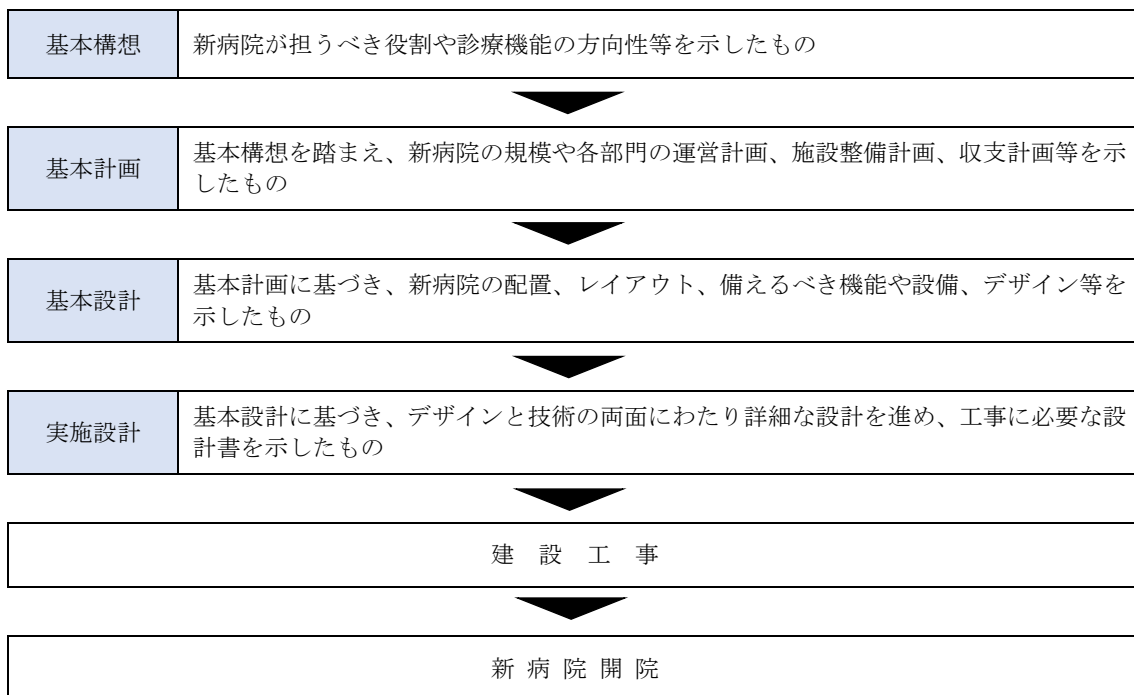 基本構想
新病院が担うべき役割や診療機能の方向性等を示したもの
基本計画
基本構想を踏まえ、新病院の規模や各部門の運営計画、施設整備計画、収支計画等を示
したもの
基本設計
基本計画に基づき、新病院の配置、レイアウト、備えるべき機能や設備、デザイン等を
示したもの
実施設計
基本設計に基づき、デザインと技術の両面にわたり詳細な設計を進め、工事に必要な設
計書を示したもの
建 設 工 事
新 病 院 開 院